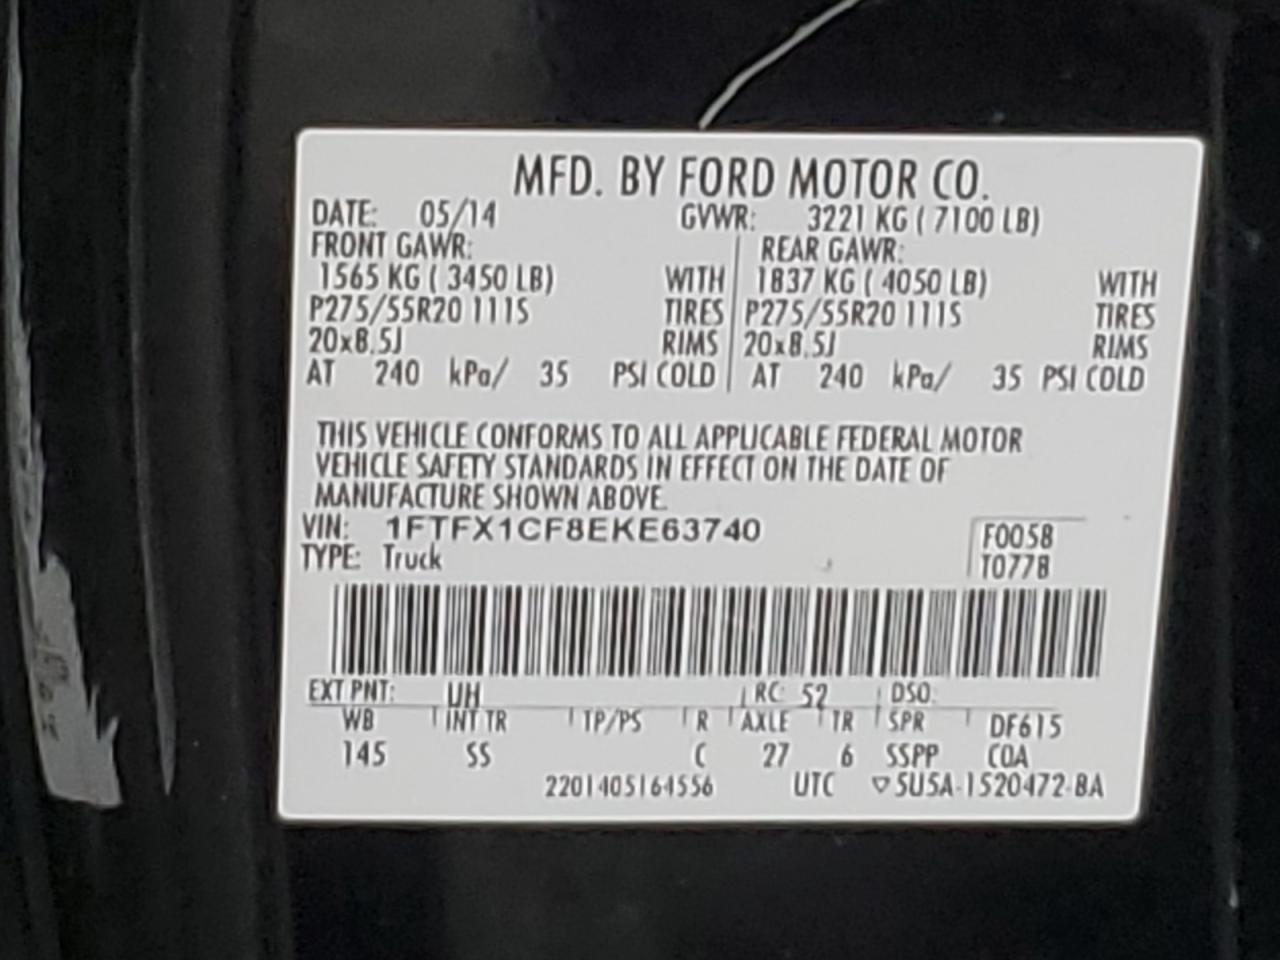 MFD. BY FORD MOTOR CO.
DATE: 05/14 GVWR: 3221 KG ( 7100 LB)
FRONT GAWR: REAR GAWR:
1565 KG ( 3450 LB) WITH 1837 KG ( 4050 LB) WITH
P275/55R20 111S TIRES P275/55R20 111S TIRES
20x8.5J RIMS 20x8.5J RIMS
AT 240 kPa/ 35 PSI COLD AT 240 kPa/ 35 PSI COLD
THIS VEHICLE CONFORMS TO ALL APPLICABLE FEDERAL MOTOR
VEHICLE SAFETY STANDARDS IN EFFECT ON THE DATE OF
MANUFACTURE SHOWN ABOVE.
VIN: 1FTFX1CF8EKE63740 F0058
TYPE: Truck T0778
EXT PNT: UH RC: 52 DSO:
WB INT TR TP/PS R AXLE TR SPR DF615
145 SS C 27 6 SSPP COA
2201405164556 UTC ▽5U5A-1520472-BA